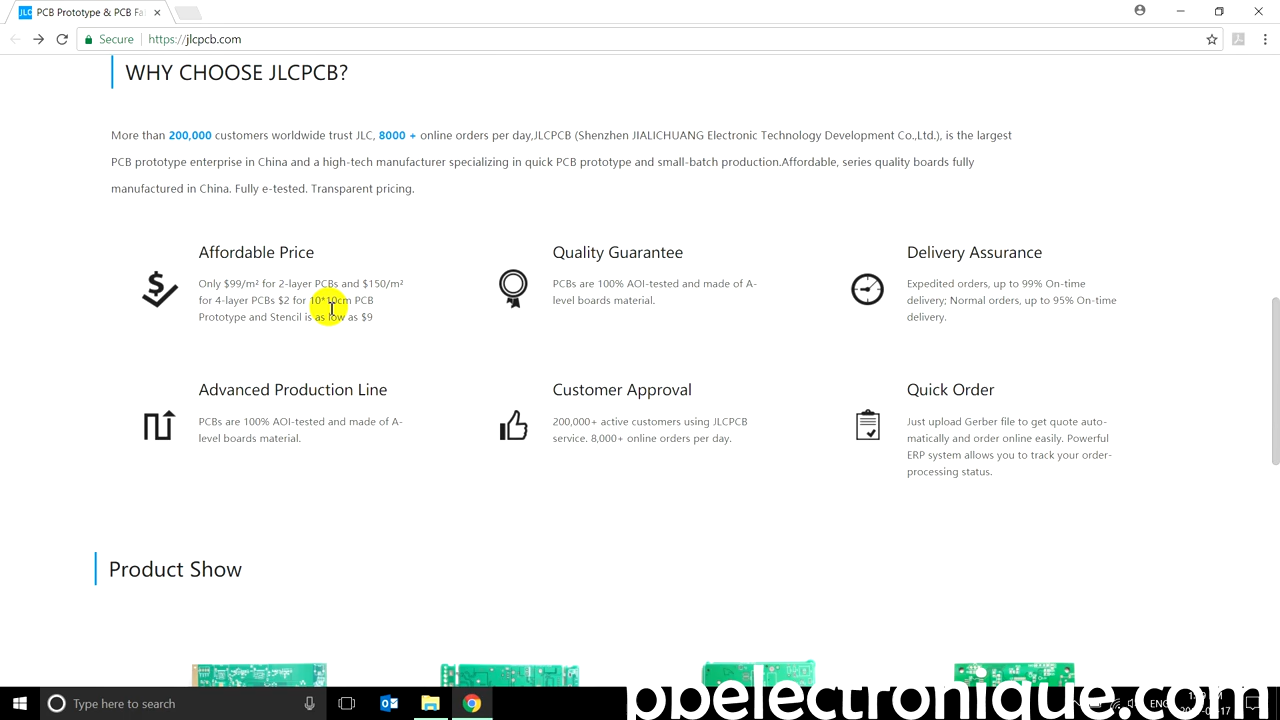 JLC PCB Prototype & PCB Fa
Secure https://jlcpcb.com
WHY CHOOSE JLCPCB?
More than 200,000 customers worldwide trust JLC, 8000 + online orders per day,JLCPCB (Shenzhen JIALICHUANG Electronic Technology Development Co.,Ltd.), is the largest
PCB prototype enterprise in China and a high-tech manufacturer specializing in quick PCB prototype and small-batch production.Affordable, series quality boards fully
manufactured in China. Fully e-tested. Transparent pricing.
Affordable Price
Only $99/m² for 2-layer PCBs and $150/m²
for 4-layer PCBs $2 for 10*10cm PCB
Prototype and Stencil is as low as $9
Quality Guarantee
PCBs are 100% AOI-tested and made of A-
level boards material.
Delivery Assurance
Expedited orders, up to 99% On-time
delivery; Normal orders, up to 95% On-time
delivery.
Advanced Production Line
PCBs are 100% AOI-tested and made of A-
level boards material.
Customer Approval
200,000+ active customers using JLCPCB
service. 8,000+ online orders per day.
Quick Order
Just upload Gerber file to get quote auto-
matically and order online easily. Powerful
ERP system allows you to track your order-
processing status.
Product Show
Type here to search
ppelectronique.com
ENG